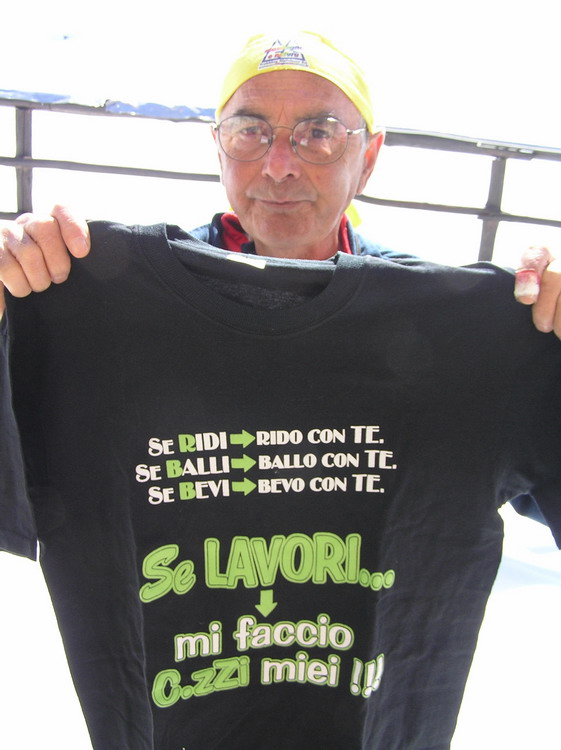 Se RIDI → RIDO CON TE.
Se BALLI → BALLO CON TE.
Se BEVI → BEVO CON TE.
Se LAVORI...
mi faccio
C.zzi miei !!!